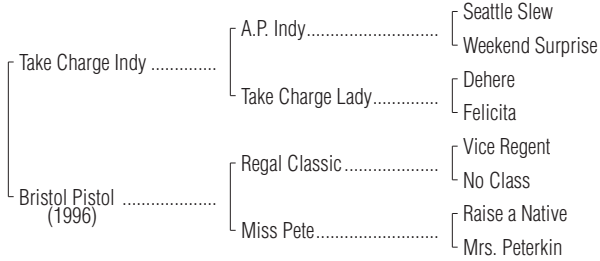 Seattle Slew
A.P. Indy..............................
Weekend Surprise
Take Charge Indy ...............
Dehere
Take Charge Lady...............
Felicita
Vice Regent
Regal Classic.....................
No Class
Bristol Pistol .....................
(1996)
Raise a Native
Miss Pete...........................
Mrs. Peterkin